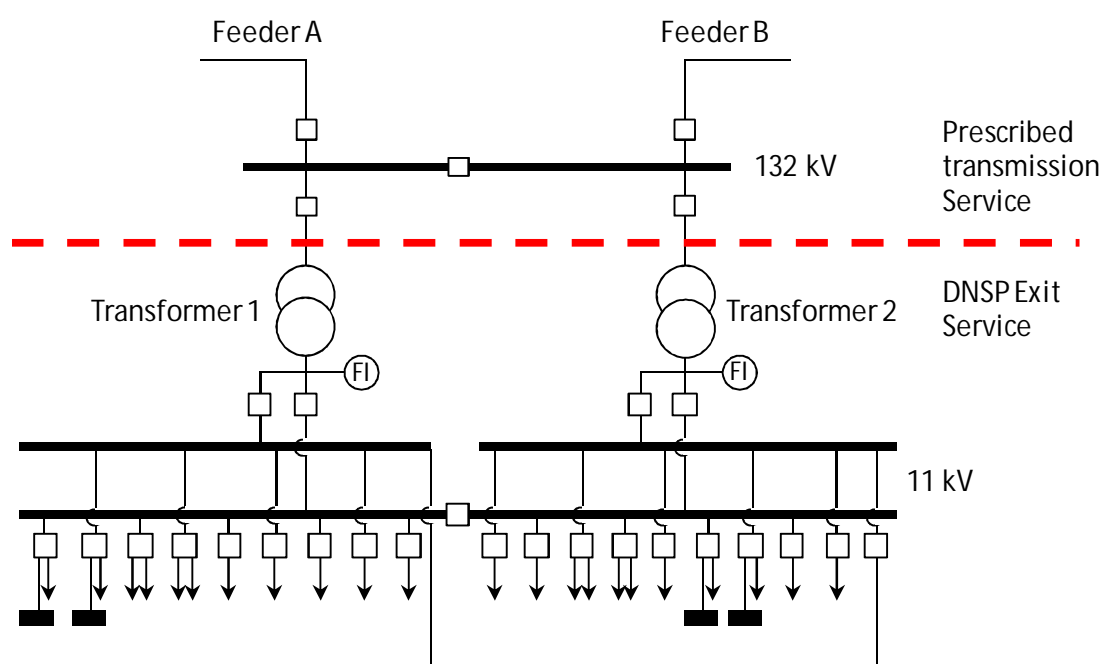 Feeder A
Feeder B
Prescribed
transmission
Service
132 kV
DNSP Exit
Service
Transformer 1
Transformer 2
FI
FI
11 kV